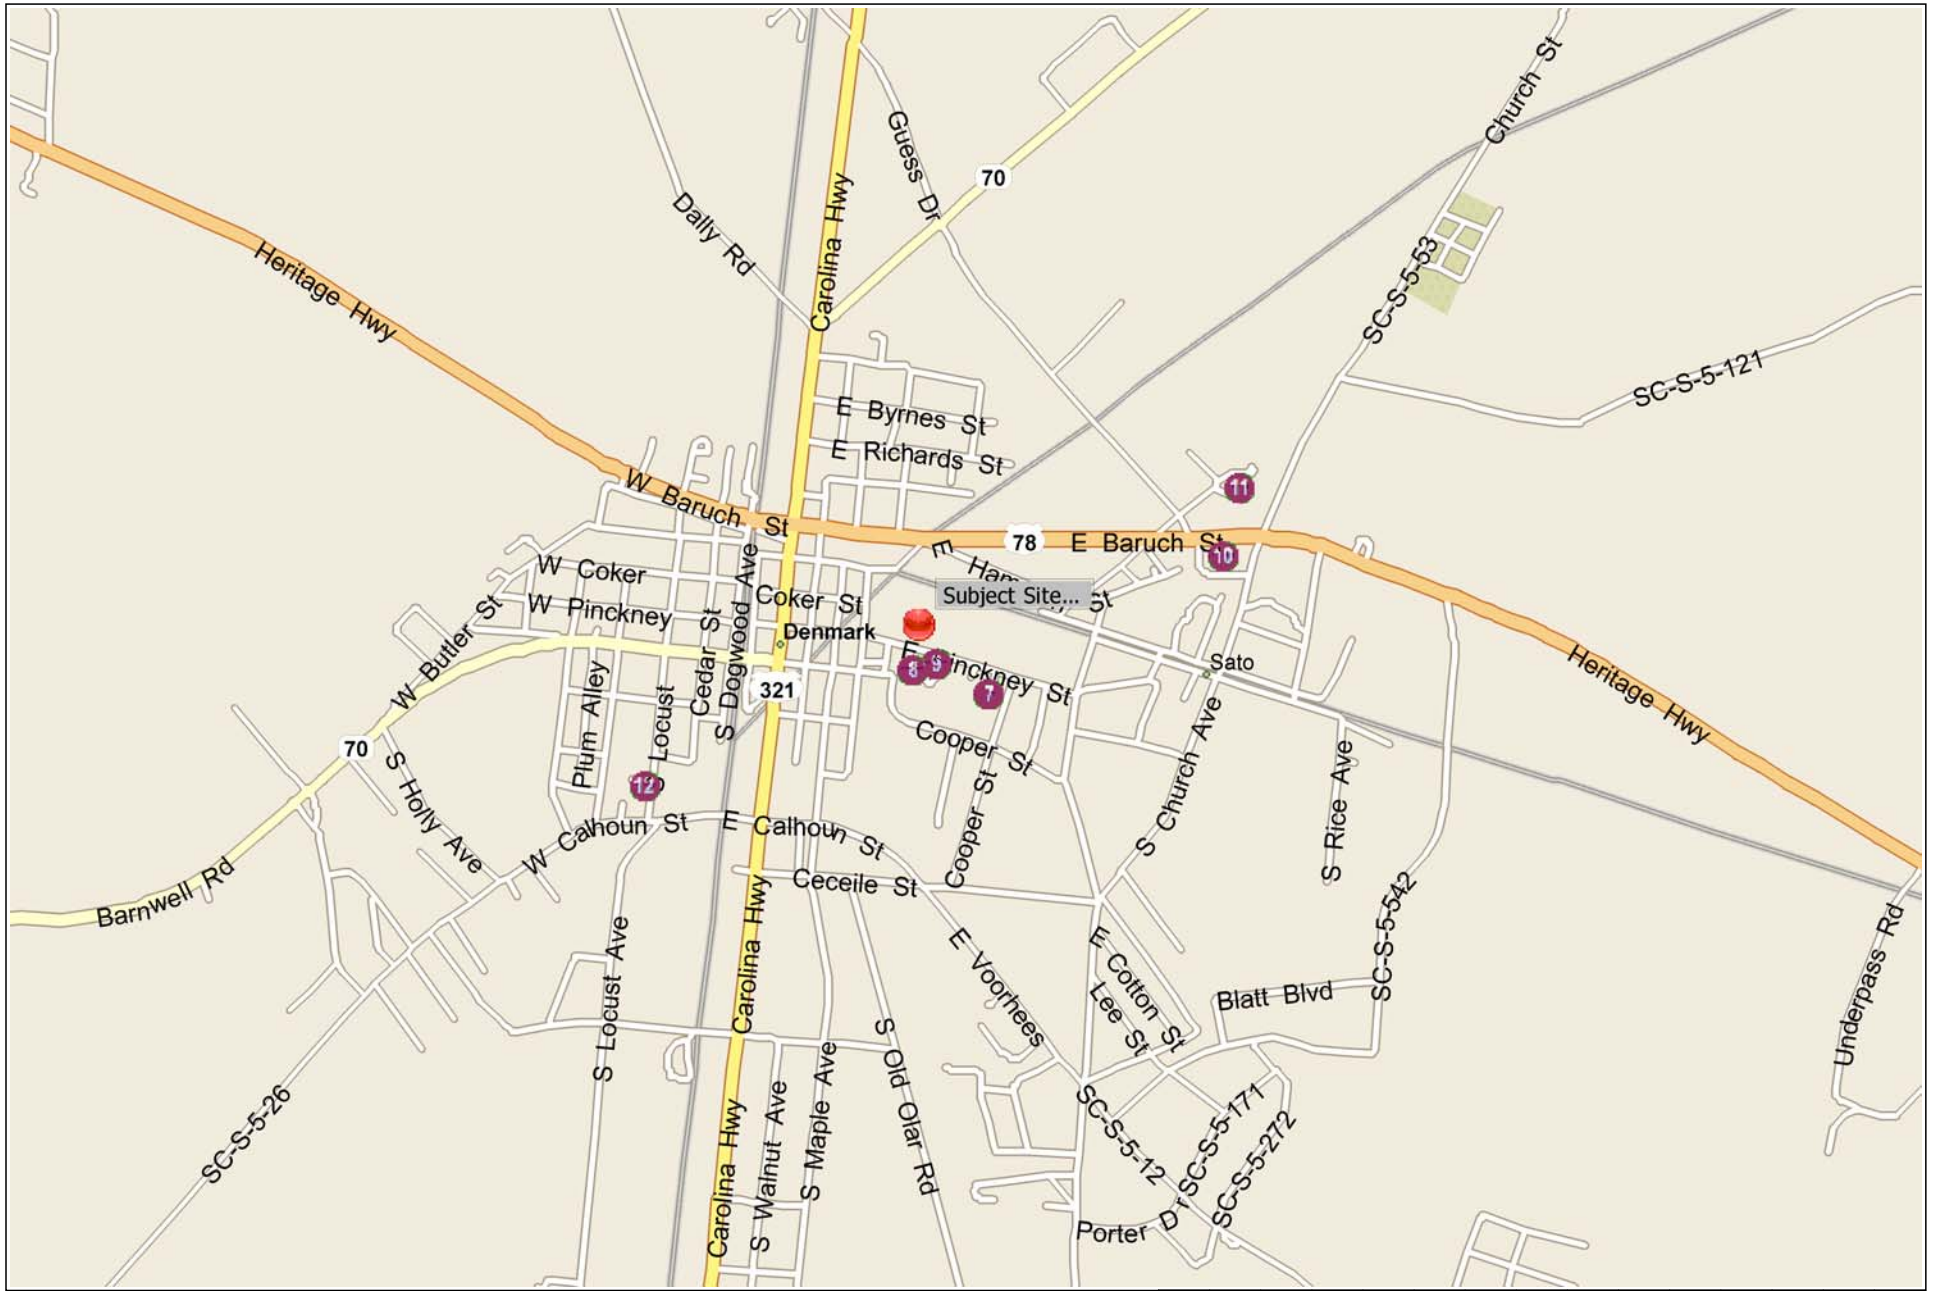 Church St
Guess Dr
70
Dally Rd
Carolina Hwy
Heritage Hwy
SC-S-5-53
SC-S-5-121
E Byrnes St
E Richards St
W Baruch St
11
78
E Baruch St
10
W Coker
Coker St
Subject Site...
W Pinckney
Cedar St
S Dogwood Ave
Denmark
W Butler St
E Pinckney St
8
9
7
Sato
321
Heritage Hwy
70
Plum Alley
S Locust
12
S Holly Ave
Cooper St
Cooper St
S Church Ave
S Rice Ave
W Calhoun St
E Calhoun St
Ceceile St
Barnwell Rd
Carolina Hwy
S Locust Ave
E Voorhees
E Cotton St
Lee St
Blatt Blvd
SC-S-5-542
Underpass Rd
SC-S-5-26
S Walnut Ave
S Maple Ave
S Old Olar Rd
SC-S-5-12
SC-S-5-171
SC-S-5-272
Carolina Hwy
Porter Dr